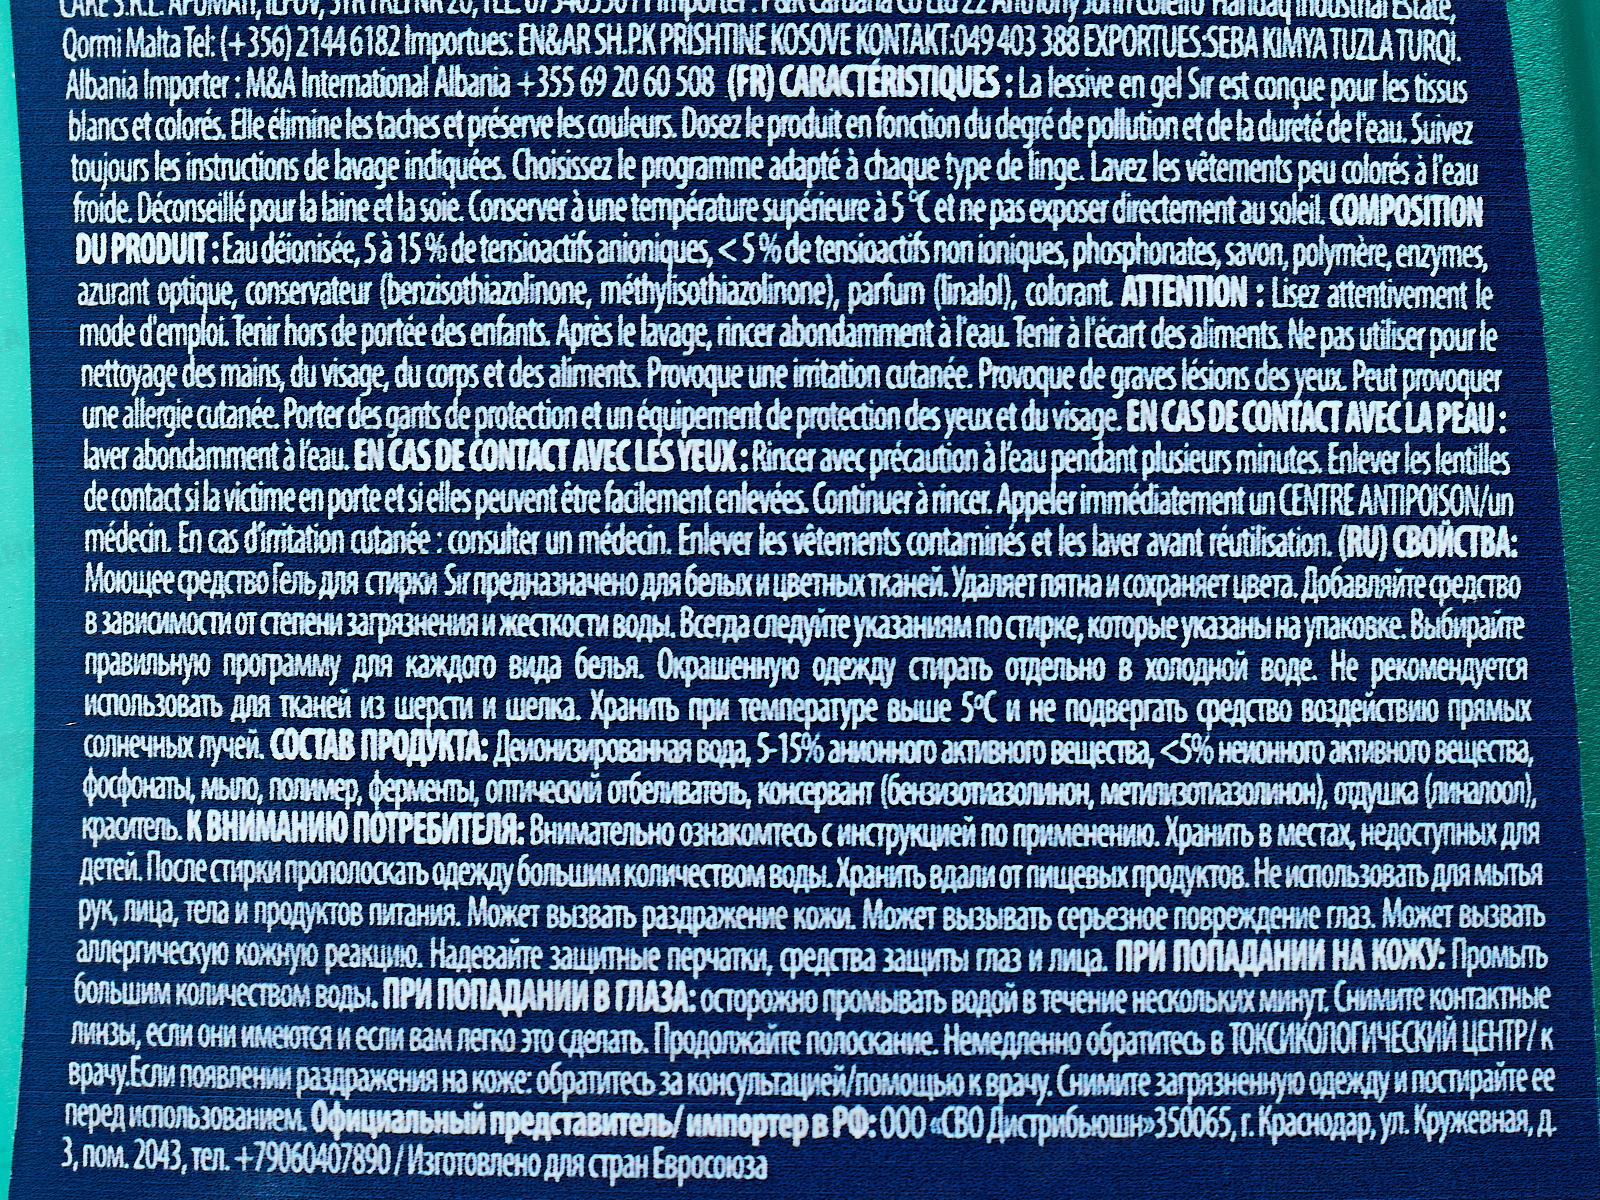 CARE S.R.L. AFUMATI, ILFOV, Importer : P&R Caruana Co Ltd 22 Anthony John Coleiro Handaq Industrial Estate,
Qormi Malta Tel: (+356) 2144 6182 Importues: EN&AR SH.P.K PRISHTINE KOSOVE KONTAKT:049 403 388 EXPORTUES:SEBA KIMYA TUZLA TURQI.
Albania Importer : M&A International Albania +355 69 20 60 508 (FR) CARACTÉRISTIQUES : La lessive en gel Sır est conçue pour les tissus
blancs et colorés. Elle élimine les taches et préserve les couleurs. Dosez le produit en fonction du degré de pollution et de la dureté de l'eau. Suivez
toujours les instructions de lavage indiquées. Choisissez le programme adapté à chaque type de linge. Lavez les vêtements peu colorés à l'eau
froide. Déconseillé pour la laine et la soie. Conserver à une température supérieure à 5 °C et ne pas exposer directement au soleil. COMPOSITION
DU PRODUIT : Eau déionisée, 5 à 15 % de tensioactifs anioniques, < 5 % de tensioactifs non ioniques, phosphonates, savon, polymère, enzymes,
azurant optique, conservateur (benzisothiazolinone, méthylisothiazolinone), parfum (linalol), colorant. ATTENTION : Lisez attentivement le
mode d'emploi. Tenir hors de portée des enfants. Après le lavage, rincer abondamment à l'eau. Tenir à l'écart des aliments. Ne pas utiliser pour le
nettoyage des mains, du visage, du corps et des aliments. Provoque une irritation cutanée. Provoque de graves lésions des yeux. Peut provoquer
une allergie cutanée. Porter des gants de protection et un équipement de protection des yeux et du visage. EN CAS DE CONTACT AVEC LA PEAU :
laver abondamment à l'eau. EN CAS DE CONTACT AVEC LES YEUX : Rincer avec précaution à l'eau pendant plusieurs minutes. Enlever les lentilles
de contact si la victime en porte et si elles peuvent être facilement enlevées. Continuer à rincer. Appeler immédiatement un CENTRE ANTIPOISON/un
médecin. En cas d'irritation cutanée : consulter un médecin. Enlever les vêtements contaminés et les laver avant réutilisation. (RU) СВОЙСТВА:
Моющее средство Гель для стирки Sır предназначено для белых и цветных тканей. Удаляет пятна и сохраняет цвета. Добавляйте средство
в зависимости от степени загрязнения и жесткости воды. Всегда следуйте указаниям по стирке, которые указаны на упаковке. Выбирайте
правильную программу для каждого вида белья. Окрашенную одежду стирать отдельно в холодной воде. Не рекомендуется
использовать для тканей из шерсти и шелка. Хранить при температуре выше 5°C и не подвергать средство воздействию прямых
солнечных лучей. СОСТАВ ПРОДУКТА: Деионизированная вода, 5-15% анионного активного вещества, <5% неионного активного вещества,
фосфонаты, мыло, полимер, ферменты, оптический отбеливатель, консервант (бензизотиазолинон, метилизотиазолинон), отдушка (линалоол),
краситель. К ВНИМАНИЮ ПОТРЕБИТЕЛЯ: Внимательно ознакомтесь с инструкцией по применению. Хранить в местах, недоступных для
детей. После стирки прополоскать одежду большим количеством воды. Хранить вдали от пищевых продуктов. Не использовать для мытья
рук, лица, тела и продуктов питания. Может вызвать раздражение кожи. Может вызывать серьезное повреждение глаз. Может вызвать
аллергическую кожную реакцию. Надевайте защитные перчатки, средства защиты глаз и лица. ПРИ ПОПАДАНИИ НА КОЖУ: Промыть
большим количеством воды. ПРИ ПОПАДАНИИ В ГЛАЗА: осторожно промывать водой в течение нескольких минут. Снимите контактные
линзы, если они имеются и если вам легко это сделать. Продолжайте полоскание. Немедленно обратитесь в ТОКСИКОЛОГИЧЕСКИЙ ЦЕНТР/ к
врачу.Если появлении раздражения на коже: обратитесь за консультацией/помощью к врачу. Снимите загрязненную одежду и постирайте ее
перед использованием. Официальный представитель/ импортер в РФ: ООО «СВО Дистрибьюшн»350065, г. Краснодар, ул. Кружевная, д.
3, пом. 2043, тел. +79060407890 / Изготовлено для стран Евросоюза